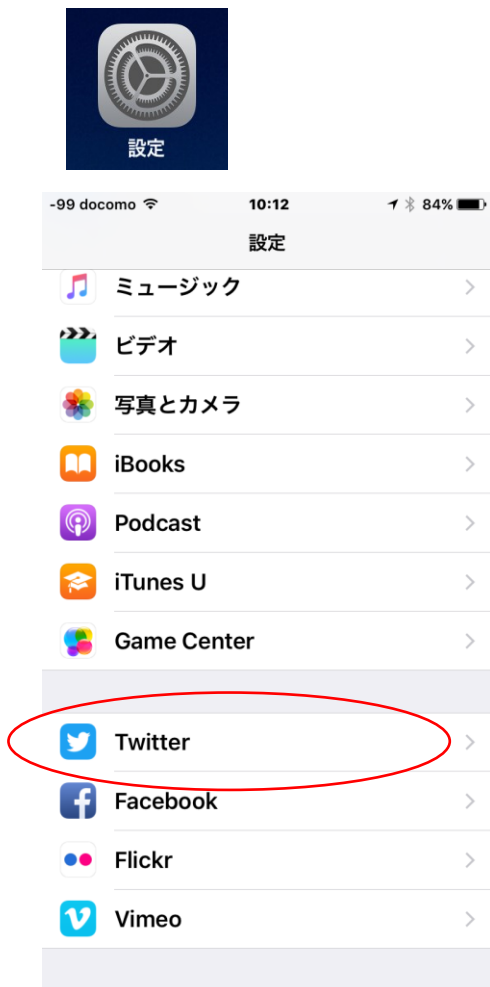 設定
-99 docomo 10:12 84%
設定
ミュージック
ビデオ
写真とカメラ
iBooks
Podcast
iTunes U
Game Center
Twitter
Facebook
Flickr
Vimeo